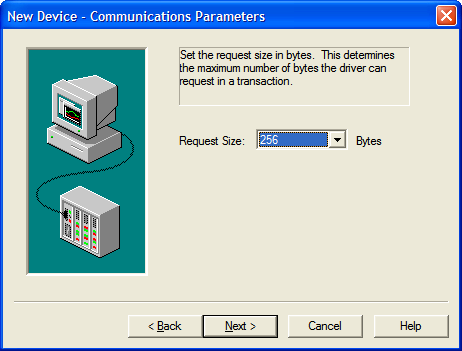 New Device - Communications Parameters
Set the request size in bytes.  This determines
the maximum number of bytes the driver can
request in a transaction.
Request Size: 256 Bytes
< Back Next > Cancel Help